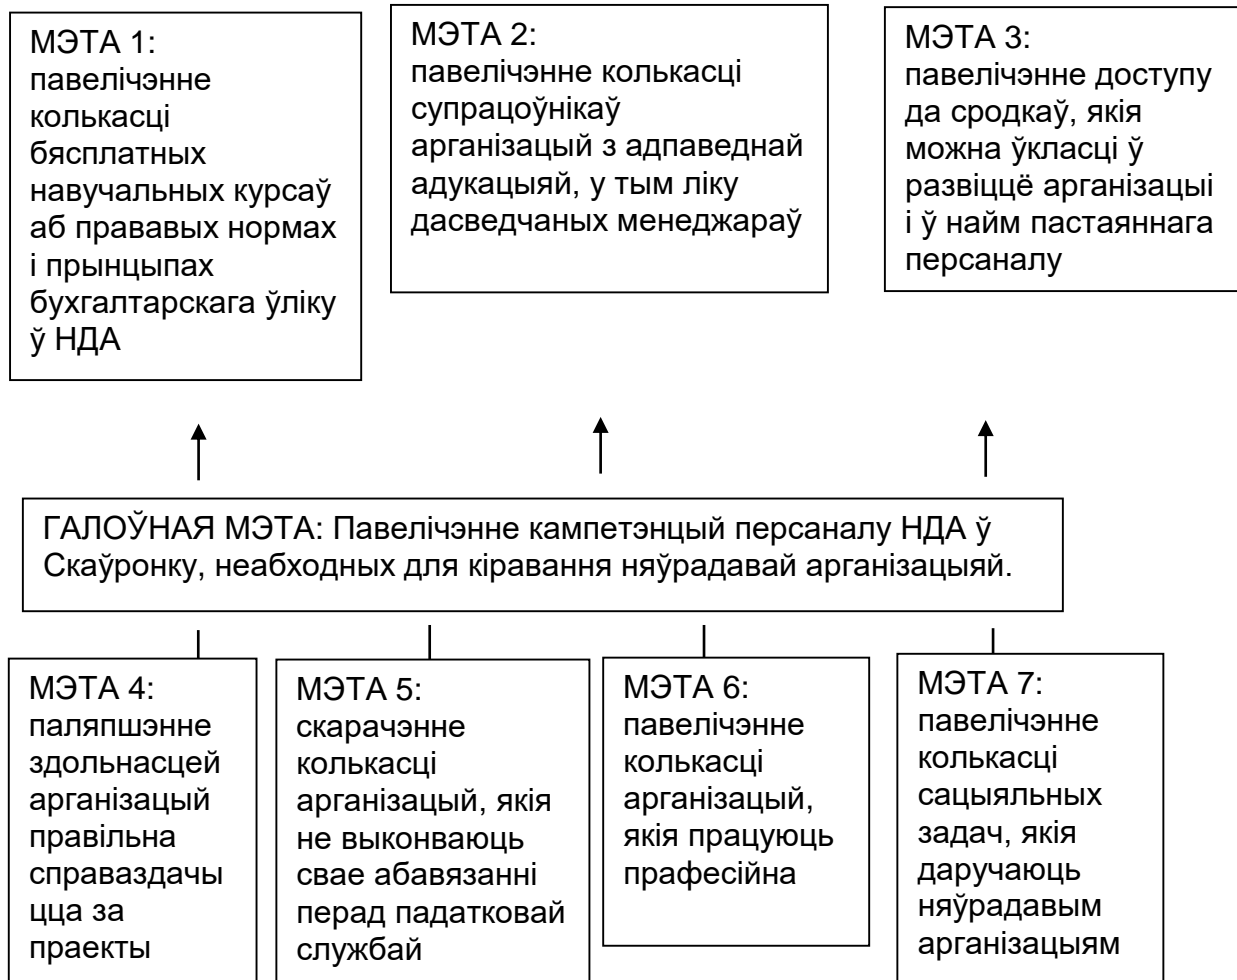 МЭТА 1:
павелічэнне
колькасці
бясплатных
навучальных курсаў
аб прававых нормах
і прынцыпах
бухгалтарскага ўліку
ў НДА
МЭТА 2:
павелічэнне колькасці
супрацоўнікаў
арганізацый з адпаведнай
адукацыяй, у тым ліку
дасведчаных менеджараў
МЭТА 3:
павелічэнне доступу
да сродкаў, якія
можна ўкласці ў
развіццё арганізацыі
і ў найм пастаяннага
персаналу
ГАЛОЎНАЯ МЭТА: Павелічэнне кампетэнцый персаналу НДА ў
Скаўронку, неабходных для кіравання няўрадавай арганізацыяй.
МЭТА 4:
паляпшэнне
здольнасцей
арганізацый
правільна
справаздачы
цца за
праекты
МЭТА 5:
скарачэнне
колькасці
арганізацый, якія
не выконваюць
свае абавязанні
перад падатковай
службай
МЭТА 6:
павелічэнне
колькасці
арганізацый,
якія працуюць
прафесійна
МЭТА 7:
павелічэнне
колькасці
сацыяльных
задач, якія
даручаюць
няўрадавым
арганізацыям